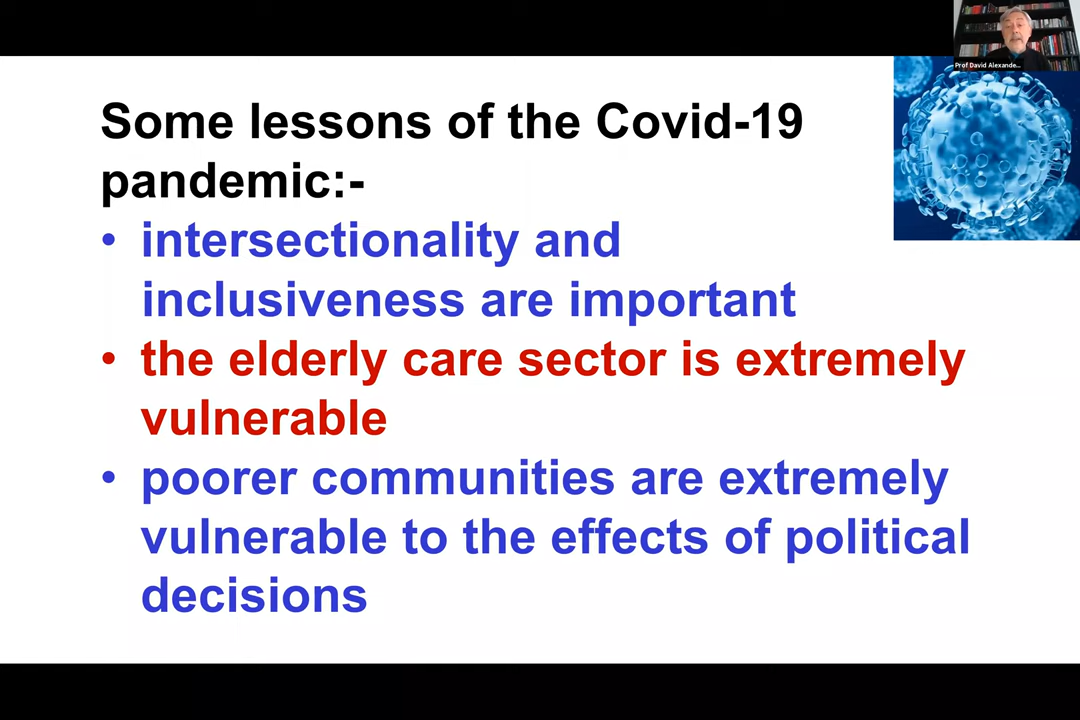 Prof David Alexande...
Some lessons of the Covid-19
pandemic:-
• intersectionality and
inclusiveness are important
• the elderly care sector is extremely
vulnerable
• poorer communities are extremely
vulnerable to the effects of political
decisions